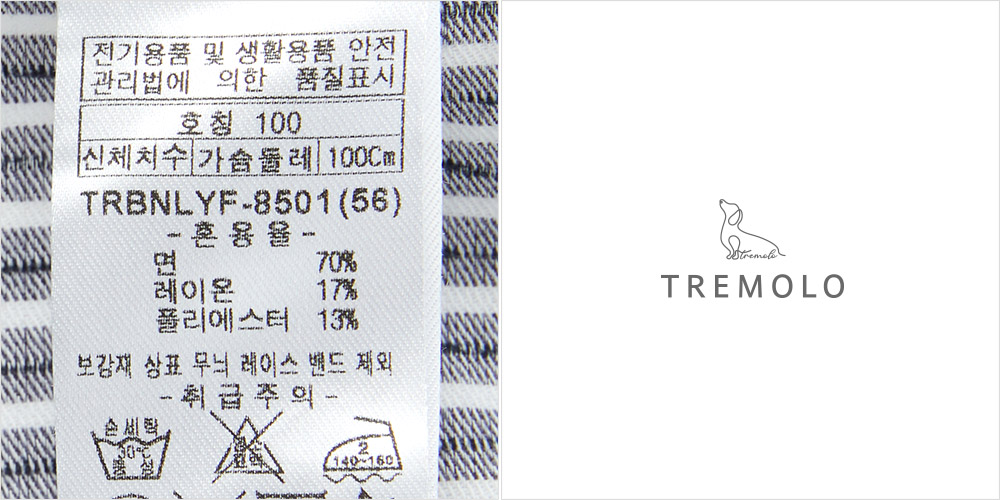 전기용품 및 생활용품 안전
관리법에 의한 품질표시
호칭 100
신체치수 가슴둘레 100Cm
TRBNLYF-8501(56)
-혼용율-
면 70%
레이온 17%
폴리에스터 13%
보강재 상표 무늬 레이스 밴드 제외
-취급주의-
손세탁
30℃
중성
2
140~160
tremolo
TREMOLO